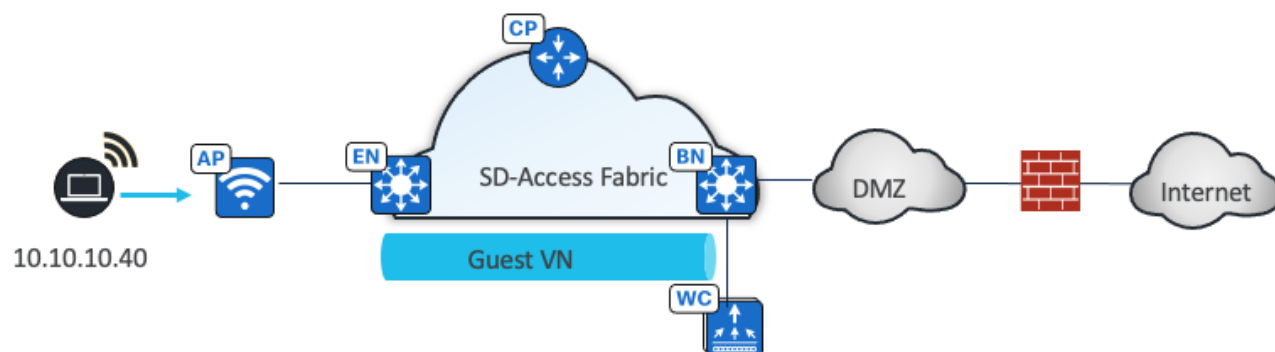 CP
AP
EN
BN
SD-Access Fabric
DMZ
Internet
10.10.10.40
Guest VN
WC